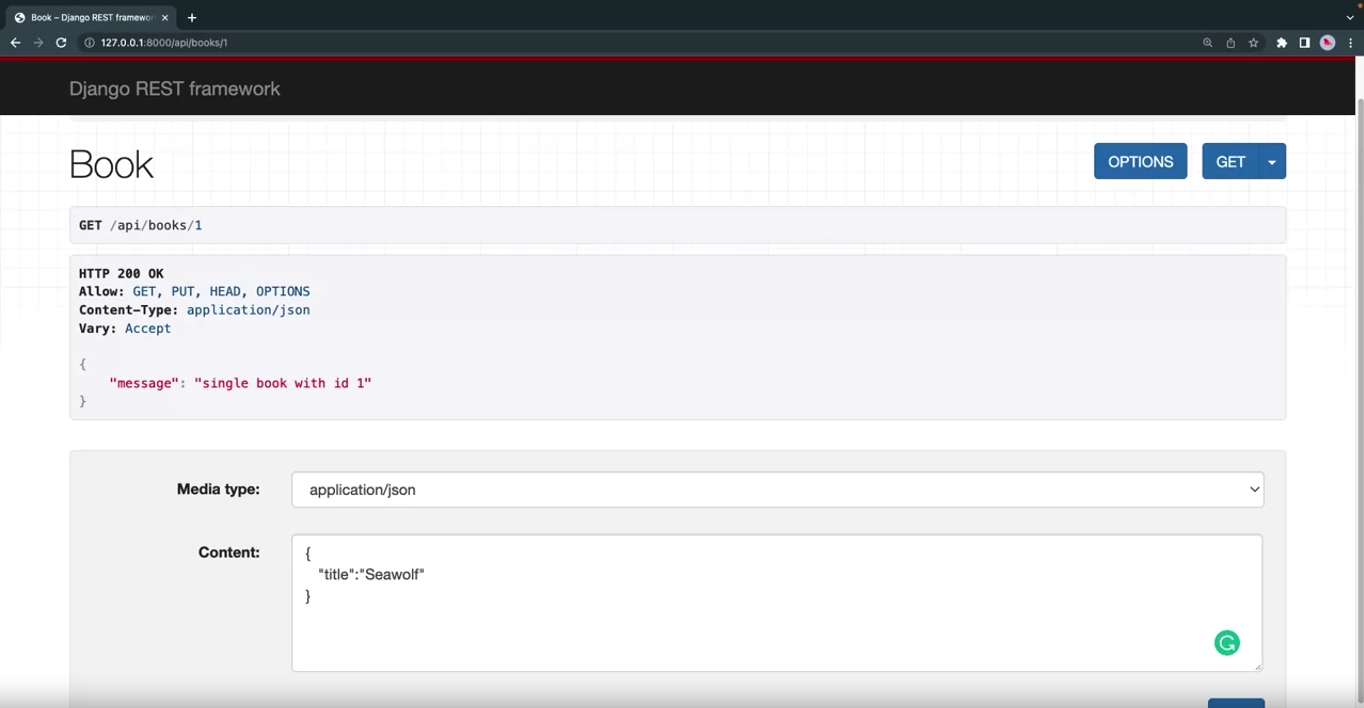 Book – Django REST framewor
127.0.0.1:8000/api/books/1
Django REST framework
Book
OPTIONS
GET
GET /api/books/1
HTTP 200 OK
Allow: GET, PUT, HEAD, OPTIONS
Content-Type: application/json
Vary: Accept
{
"message": "single book with id 1"
}
Media type:
application/json
Content:
{
"title":"Seawolf"
}